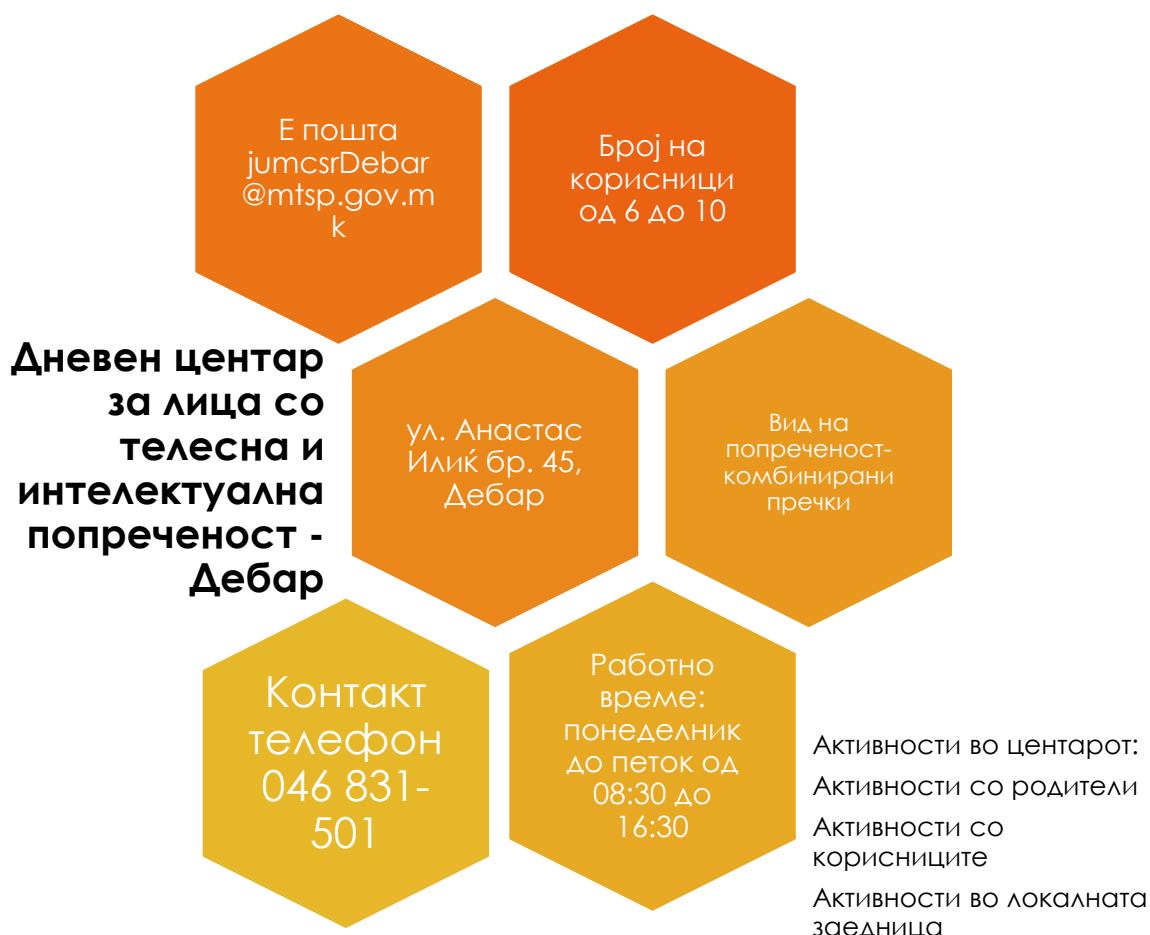 Е пошта
jumcsrDebar
@mtsp.gov.m
k
Број на
корисници
од 6 до 10
Дневен центар
за лица со
телесна и
интелектуална
попреченост -
Дебар
ул. Анастас
Илиќ бр. 45,
Дебар
Вид на
попреченост-
комбинирани
пречки
Контакт
телефон
046 831-
501
Работно
време:
понеделник
до петок од
08:30 до
16:30
Активности во центарот:
Активности со родители
Активности со
корисниците
Активности во локалната
заедница